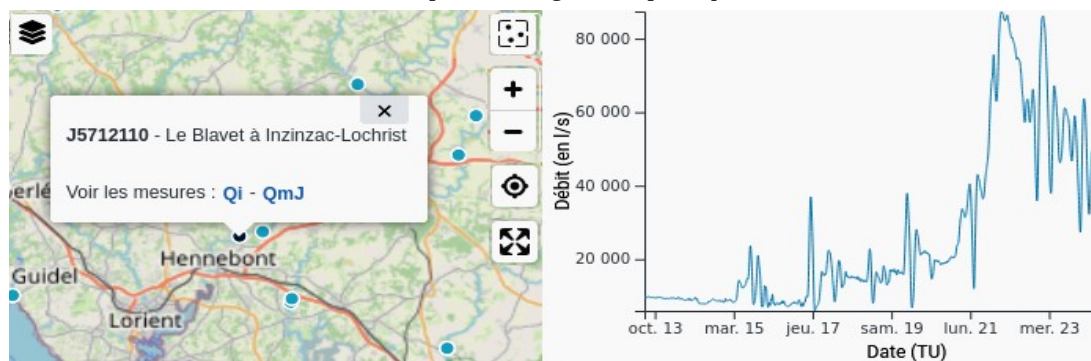 ×
J5712110 - Le Blavet à Inzinzac-Lochrist
Voir les mesures : Qi - QmJ
Hennebont
Guidel
Lorient
+
−
Débit (en l/s)
80 000
60 000
40 000
20 000
oct. 13 mar. 15 jeu. 17 sam. 19 lun. 21 mer. 23
Date (TU)